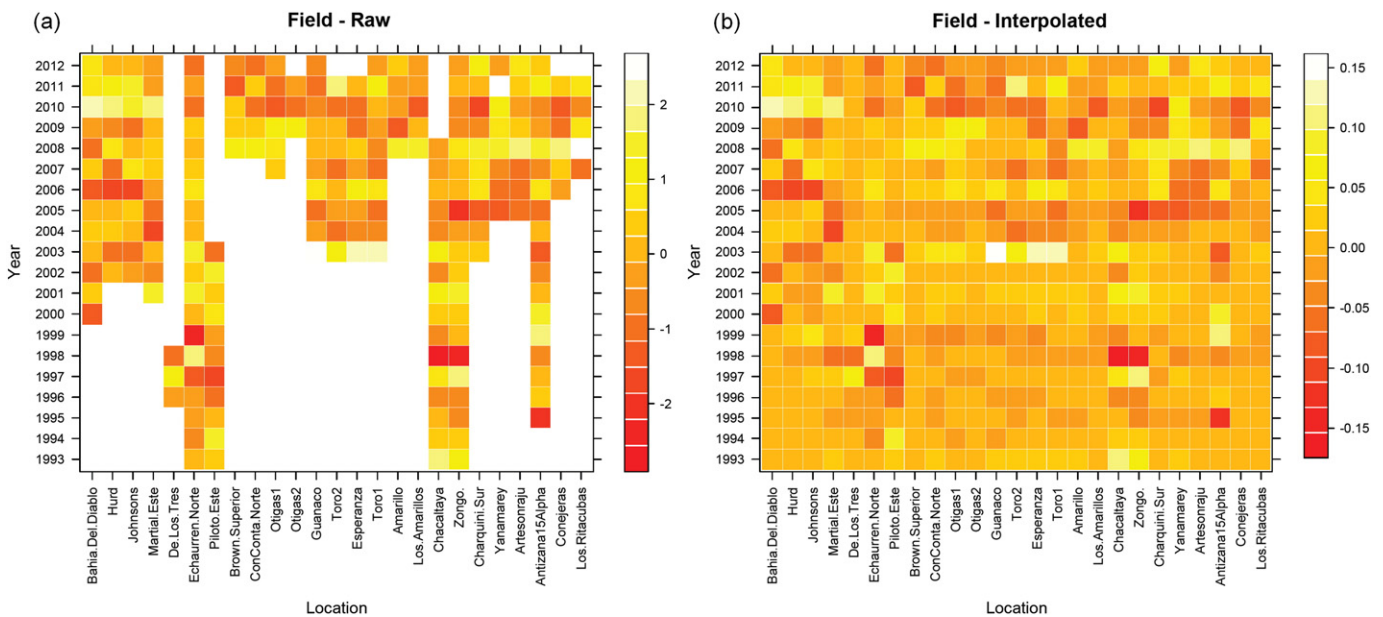 (a)
Field - Raw
2012
2011
2010
2009
2008
2007
2006
2005
2004
2003
2002
2001
2000
1999
1998
1997
1996
1995
1994
1993
Year
Bahia.Del.Diablo
Hurd
Johnsons
Martial.Este
De.Los.Tres
Echaurren.Norte
Piloto.Este
Brown.Superior
ConConta.Norte
Otigas1
Otigas2
Guanaco
Toro2
Esperanza
Toro1
Amarillo
Los.Amarillos
Chacaltaya
Zongo.
Charquini.Sur
Yanamarey
Artesonraju
Antizana15Alpha
Conejeras
Los.Ritacubas
Location
2
1
0
-1
-2
(b)
Field - Interpolated
2012
2011
2010
2009
2008
2007
2006
2005
2004
2003
2002
2001
2000
1999
1998
1997
1996
1995
1994
1993
Year
Bahia.Del.Diablo
Hurd
Johnsons
Martial.Este
De.Los.Tres
Echaurren.Norte
Piloto.Este
Brown.Superior
ConConta.Norte
Otigas1
Otigas2
Guanaco
Toro2
Esperanza
Toro1
Amarillo
Los.Amarillos
Chacaltaya
Zongo.
Charquini.Sur
Yanamarey
Artesonraju
Antizana15Alpha
Conejeras
Los.Ritacubas
Location
0.15
0.10
0.05
0.00
-0.05
-0.10
-0.15